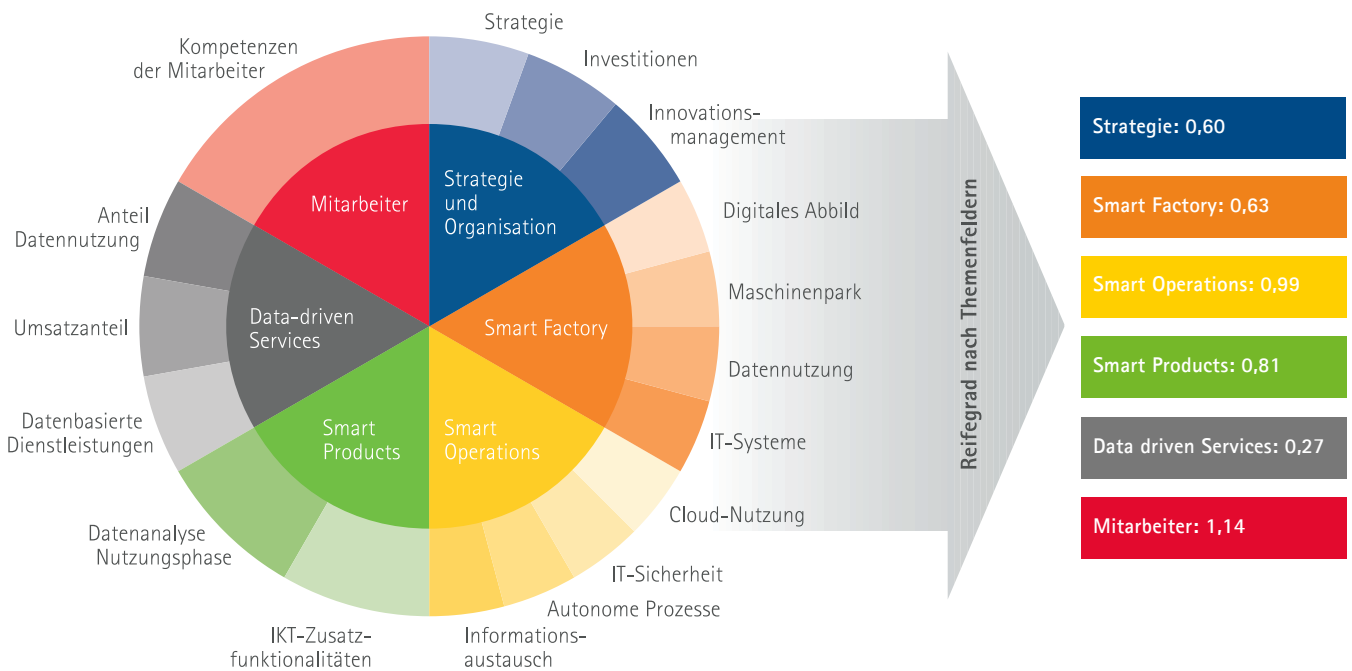 Strategie
Investitionen
Innovations-
management
Digitales Abbild
Maschinenpark
Datennutzung
IT-Systeme
Cloud-Nutzung
IT-Sicherheit
Autonome Prozesse
Informations-
austausch
IKT-Zusatz-
funktionalitäten
Datenanalyse
Nutzungsphase
Datenbasierte
Dienstleistungen
Umsatzanteil
Anteil
Datennutzung
Kompetenzen
der Mitarbeiter
Mitarbeiter
Strategie
und
Organisation
Smart Factory
Smart
Operations
Smart
Products
Data-driven
Services
Reifegrad nach Themenfeldern
Strategie: 0,60
Smart Factory: 0,63
Smart Operations: 0,99
Smart Products: 0,81
Data driven Services: 0,27
Mitarbeiter: 1,14